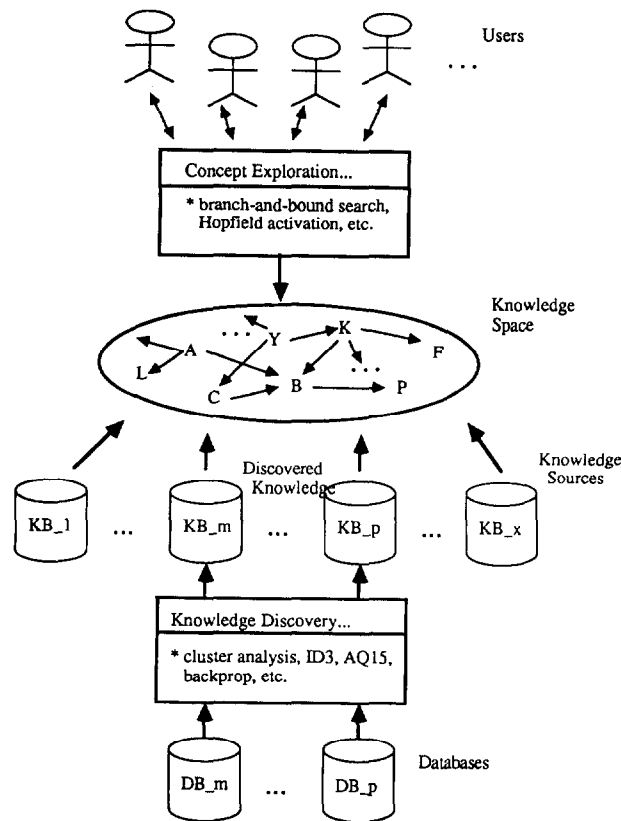 Users
. . .
Concept Exploration...
* branch-and-bound search,
Hopfield activation, etc.
Knowledge
Space
. . . Y K
A F
L . . .
C B P
Discovered
Knowledge
Knowledge
Sources
KB_1 ... KB_m ... KB_p ... KB_x
Knowledge Discovery...
* cluster analysis, ID3, AQ15,
backprop, etc.
Databases
DB_m ... DB_p